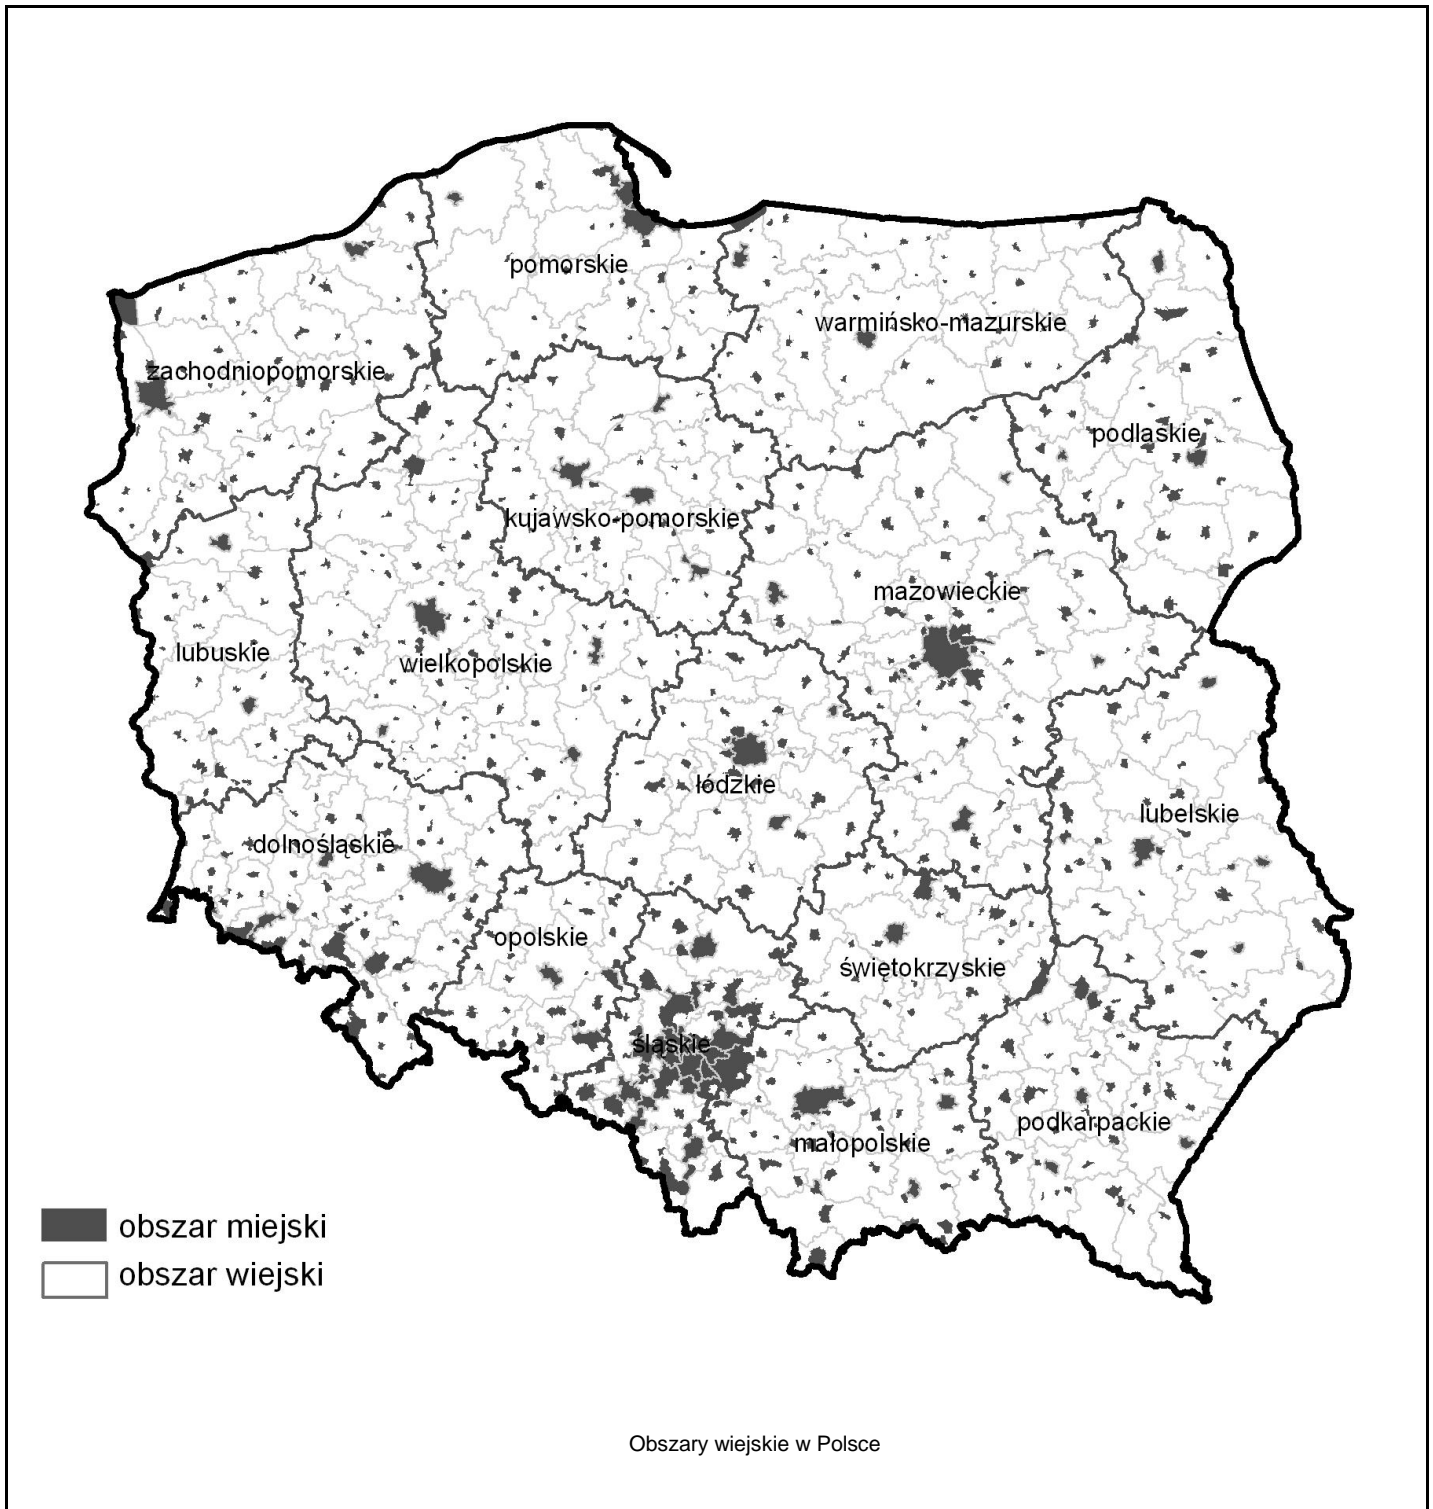 pomorskie
warmińsko-mazurskie
zachodniopomorskie
podlaskie
kujawsko-pomorskie
mazowieckie
lubuskie
wielkopolskie
łódzkie
lubelskie
dolnośląskie
opolskie
świętokrzyskie
śląskie
podkarpackie
małopolskie
obszar miejski
obszar wiejski
Obszary wiejskie w Polsce